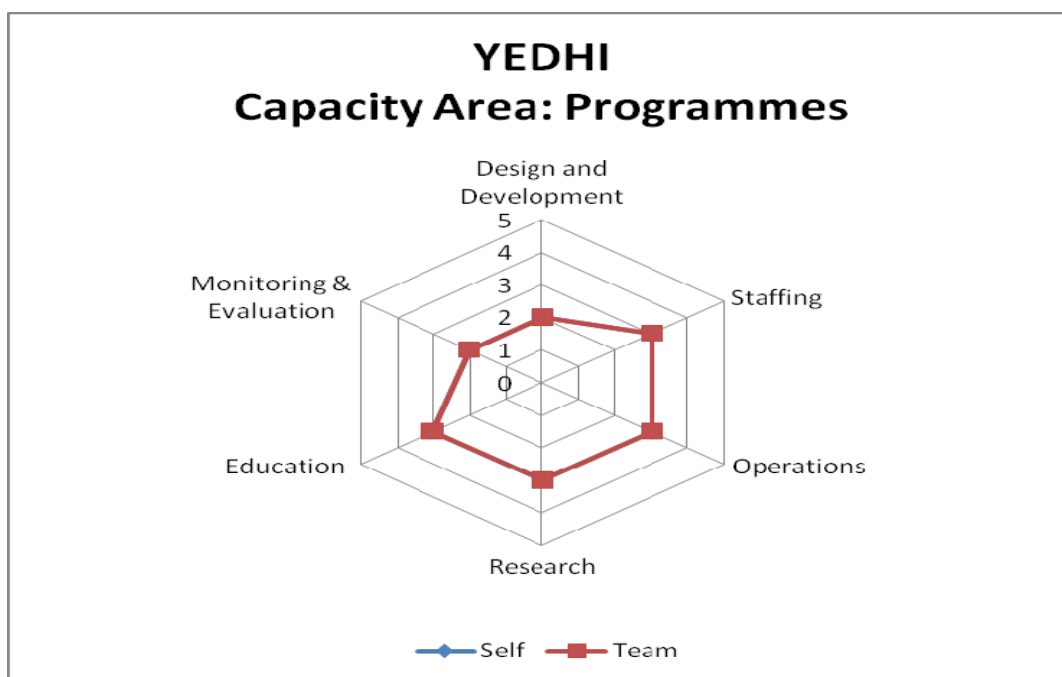 YEDHI
Capacity Area: Programmes
Design and
Development
5
4
3
2
1
0
Monitoring &
Evaluation
Staffing
Education
Operations
Research
Self
Team